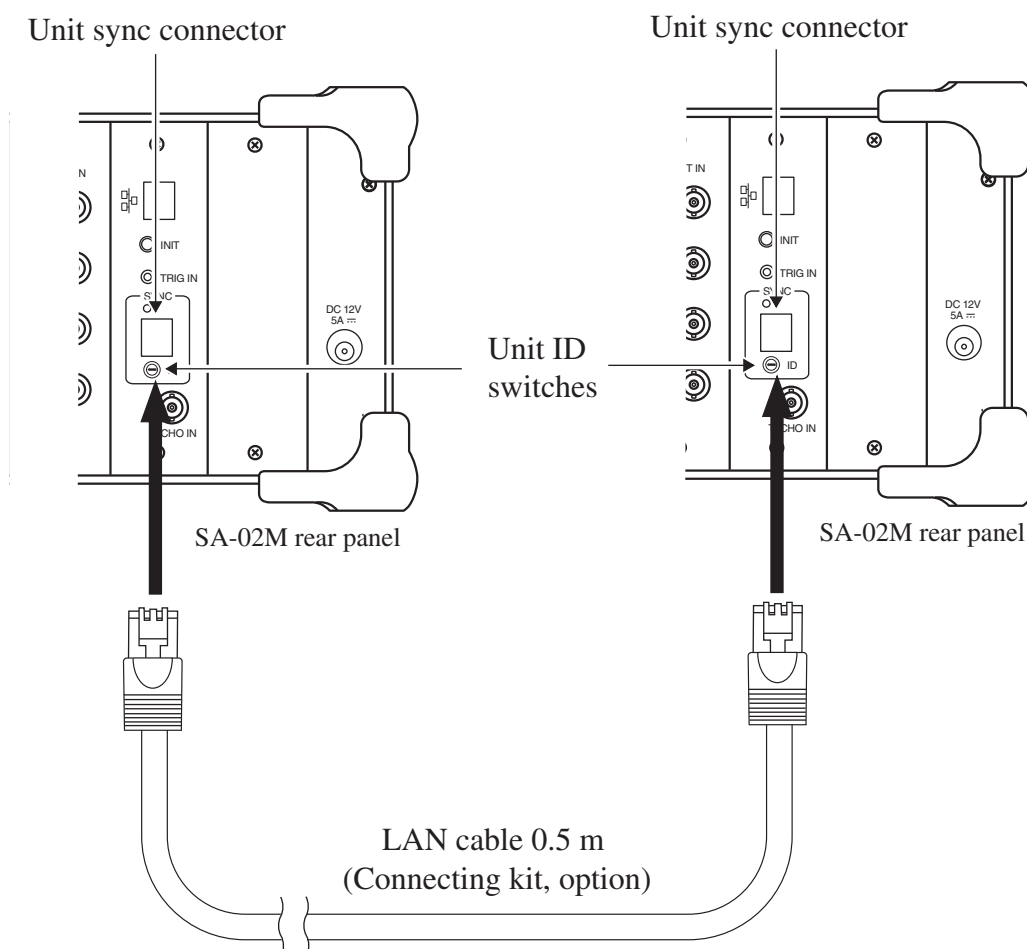 Unit sync connector
Unit sync connector
N
INIT
TRIG IN
SYNC
DC 12V
5A
CHO IN
SA-02M rear panel
Unit ID
switches
T IN
INIT
TRIG IN
SYNC
ID
DC 12V
5A
T CHO IN
SA-02M rear panel
LAN cable 0.5 m
(Connecting kit, option)